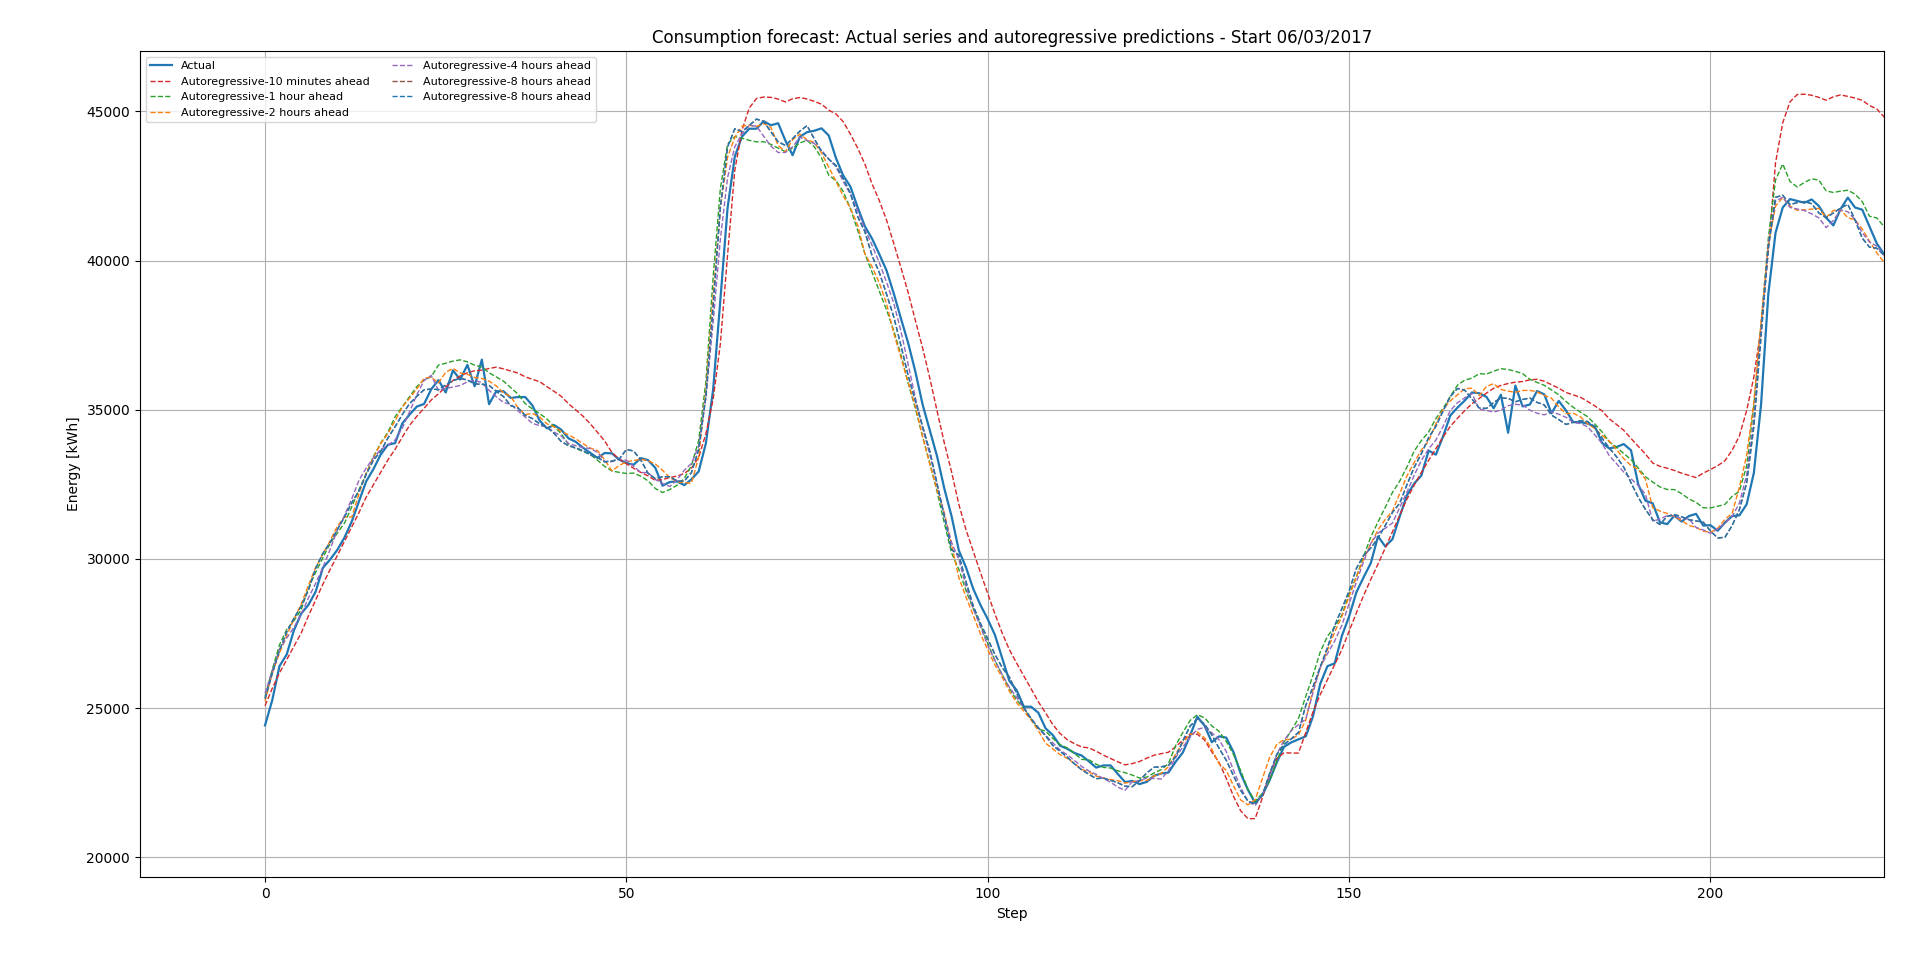 Consumption forecast: Actual series and autoregressive predictions - Start 06/03/2017
Actual
Autoregressive-10 minutes ahead
Autoregressive-1 hour ahead
Autoregressive-2 hours ahead
Autoregressive-4 hours ahead
Autoregressive-8 hours ahead
Autoregressive-8 hours ahead
Energy [kWh]
45000
40000
35000
30000
25000
20000
0
50
100
150
200
Step